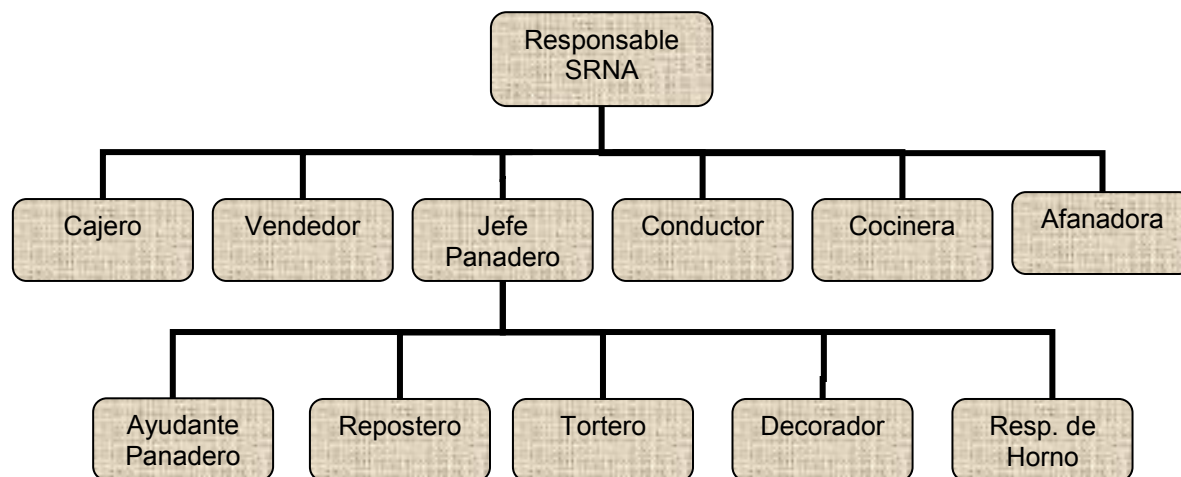 Responsable
SRNA
Cajero
Vendedor
Jefe
Panadero
Conductor
Cocinera
Afanadora
Ayudante
Panadero
Repostero
Tortero
Decorador
Resp. de
Horno